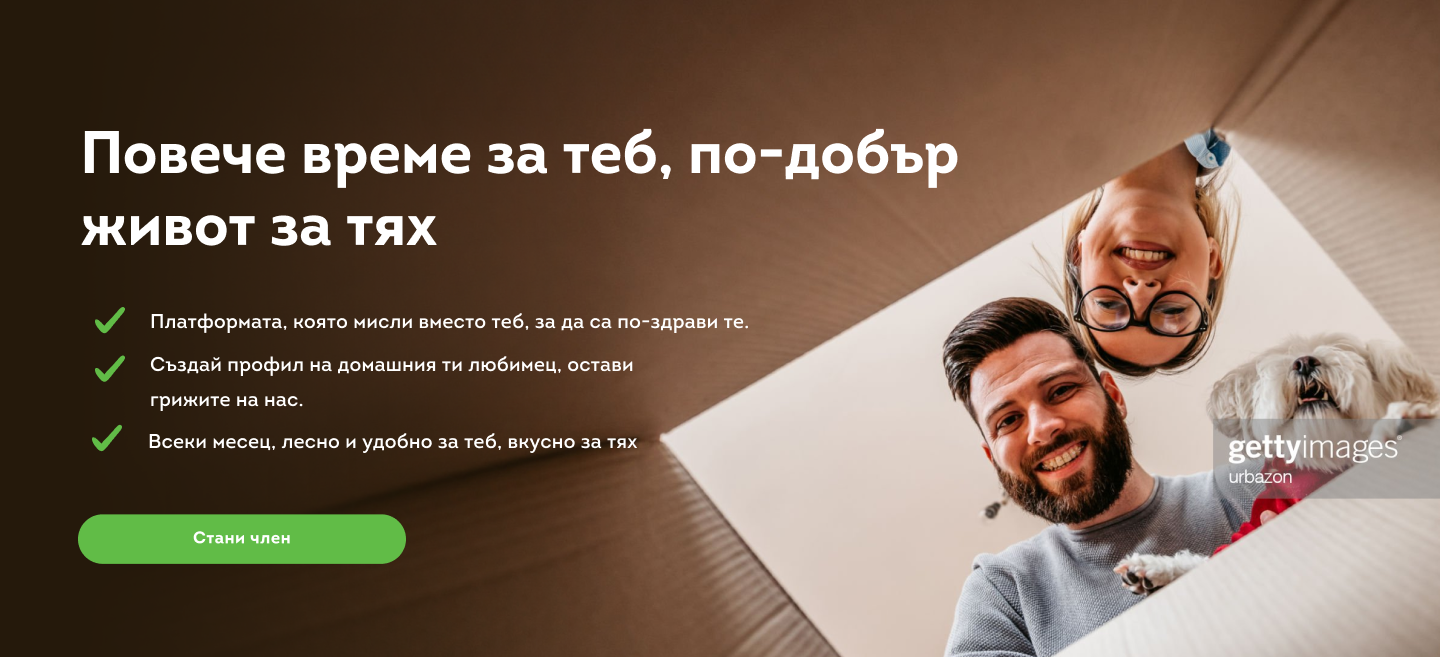 Повече време за теб, по-добър
живот за тях
Платформата, която мисли вместо теб, за да са по-здрави те.
Създай профил на домашния ти любимец, остави
грижите на нас.
Всеки месец, лесно и удобно за теб, вкусно за тях
Стани член
gettyimages®
urbazon